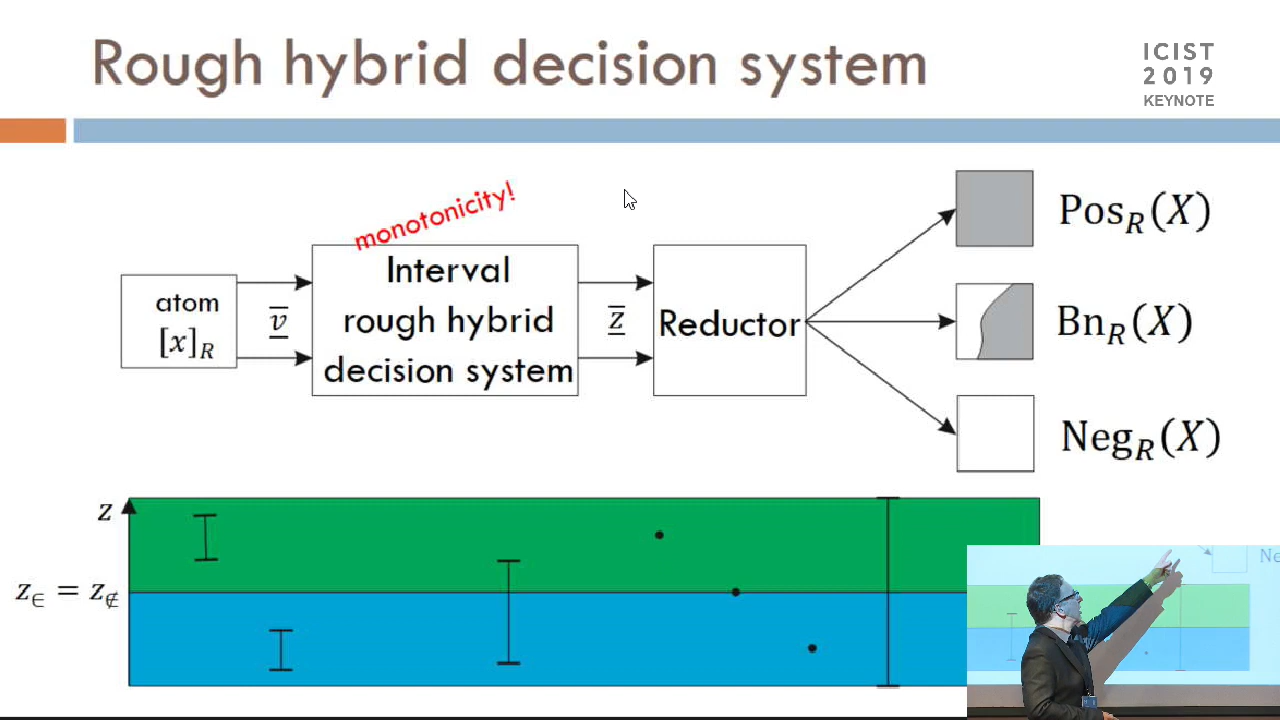 Rough hybrid decision system
ICIST
2019
KEYNOTE
monotonicity!
atom
[x]_R
v̲̅
Interval
rough hybrid
decision system
z̲̅
Reductor
Pos_R(X)
Bn_R(X)
Neg_R(X)
z
z_∈ = z_∉
Ne